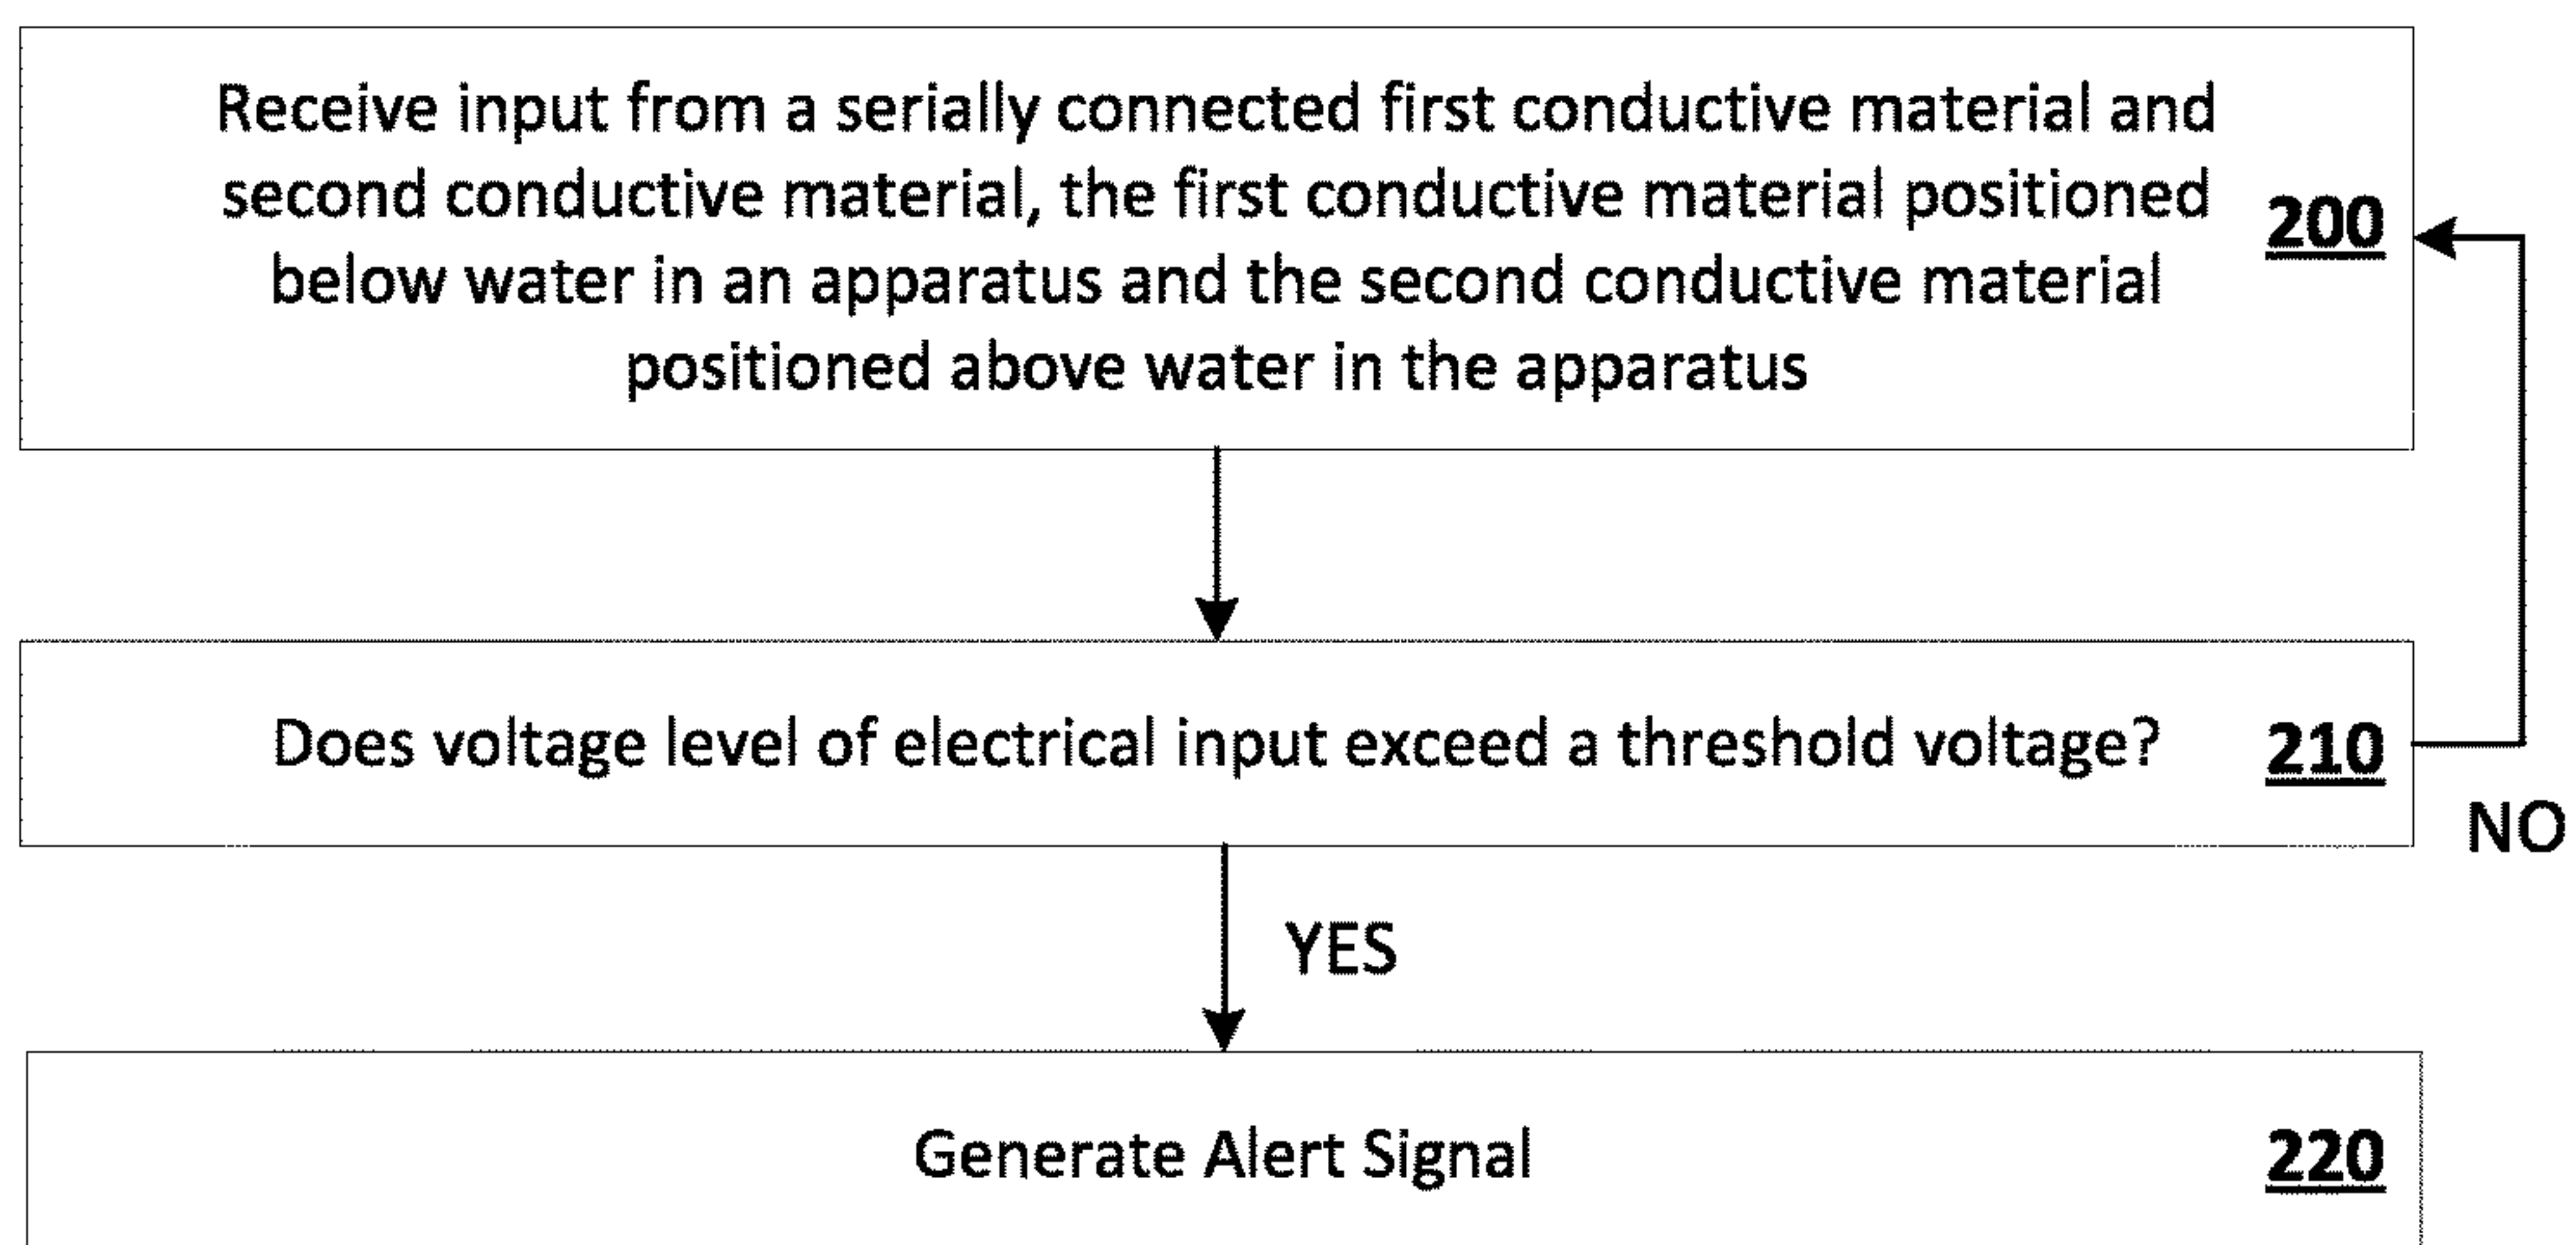 Receive input from a serially connected first conductive material and
second conductive material, the first conductive material positioned
below water in an apparatus and the second conductive material
positioned above water in the apparatus
200
Does voltage level of electrical input exceed a threshold voltage?
210
NO
YES
Generate Alert Signal
220